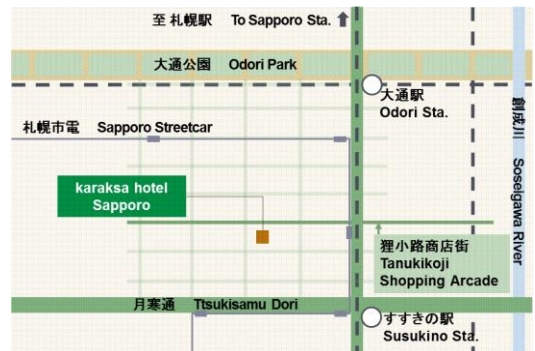 至 札幌駅 To Sapporo Sta.
大通公園 Odori Park
大通駅
Odori Sta.
札幌市電 Sapporo Streetcar
創成川 Soseigawa River
karaksa hotel
Sapporo
狸小路商店街
Tanukikoji
Shopping Arcade
月寒通 Ttsukisamu Dori
すすきの駅
Susukino Sta.